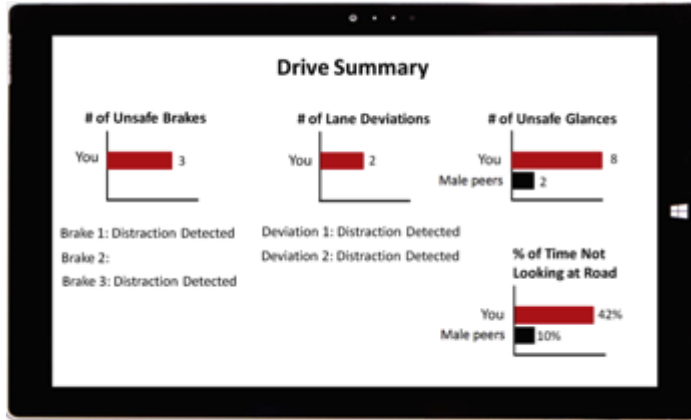 Drive Summary
# of Unsafe Brakes
You
3
Brake 1: Distraction Detected
Brake 2:
Brake 3: Distraction Detected
# of Lane Deviations
You
2
Deviation 1: Distraction Detected
Deviation 2: Distraction Detected
# of Unsafe Glances
You
8
Male peers
2
% of Time Not
Looking at Road
You
42%
Male peers
10%